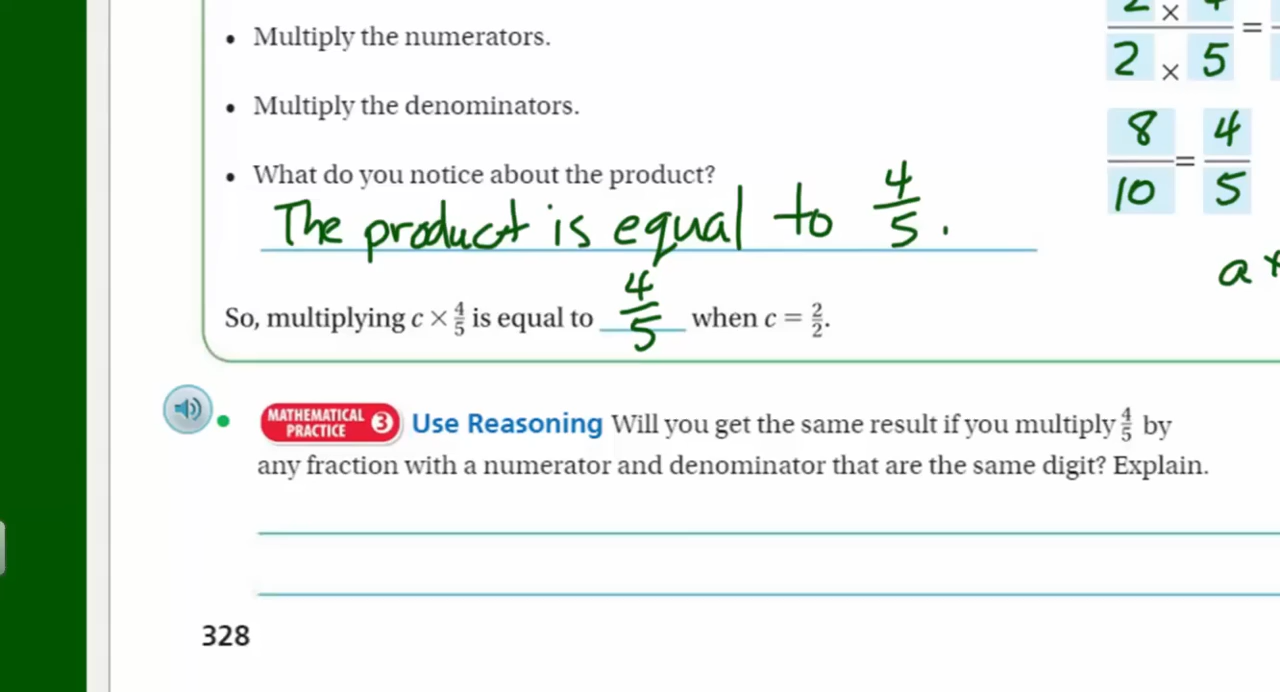 • Multiply the numerators.
2 × 4 / 2 × 5 =
• Multiply the denominators.
8/10 = 4/5
• What do you notice about the product?
The product is equal to 4/5.
a
So, multiplying c × 4/5 is equal to 4/5 when c = 2/2.
MATHEMATICAL PRACTICE 3 Use Reasoning Will you get the same result if you multiply 4/5 by
any fraction with a numerator and denominator that are the same digit? Explain.
328